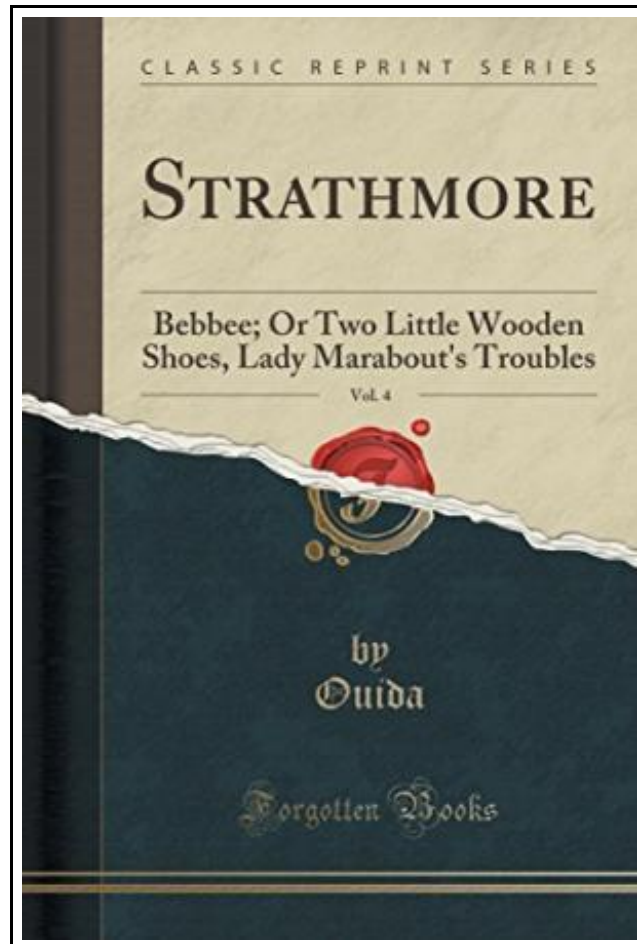 CLASSIC REPRINT SERIES
STRATHMORE
Bebbee; Or Two Little Wooden
Shoes, Lady Marabout's Troubles
Vol. 4
by
Ouida
Forgotten Books